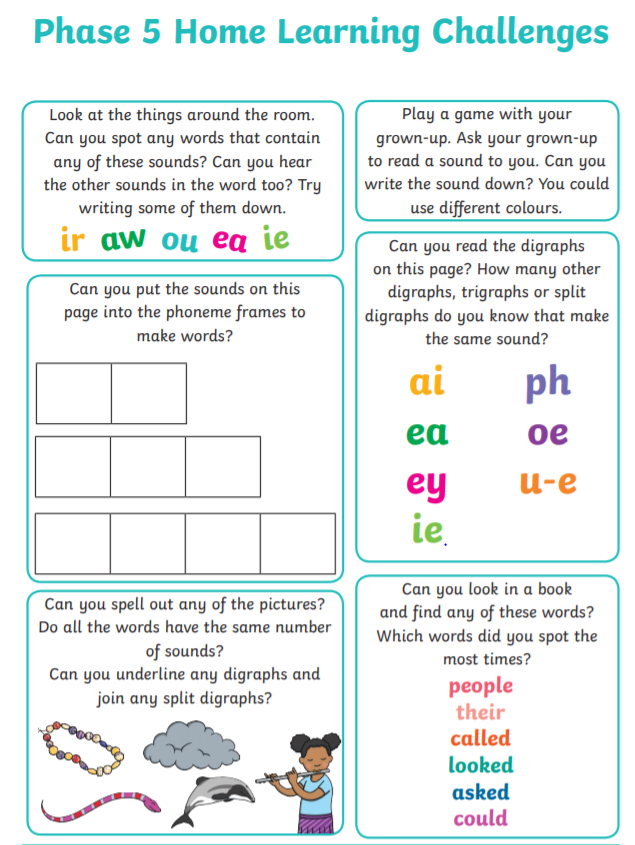 Phase 5 Home Learning Challenges
Look at the things around the room.
Can you spot any words that contain
any of these sounds? Can you hear
the other sounds in the word too? Try
writing some of them down.
ir aw ou ea ie
Play a game with your
grown-up. Ask your grown-up
to read a sound to you. Can you
write the sound down? You could
use different colours.
Can you put the sounds on this
page into the phoneme frames to
make words?
Can you read the digraphs
on this page? How many other
digraphs, trigraphs or split
digraphs do you know that make
the same sound?
ai ph
ea oe
ey u-e
ie.
Can you spell out any of the pictures?
Do all the words have the same number
of sounds?
Can you underline any digraphs and
join any split digraphs?
Can you look in a book
and find any of these words?
Which words did you spot the
most times?
people
their
called
looked
asked
could